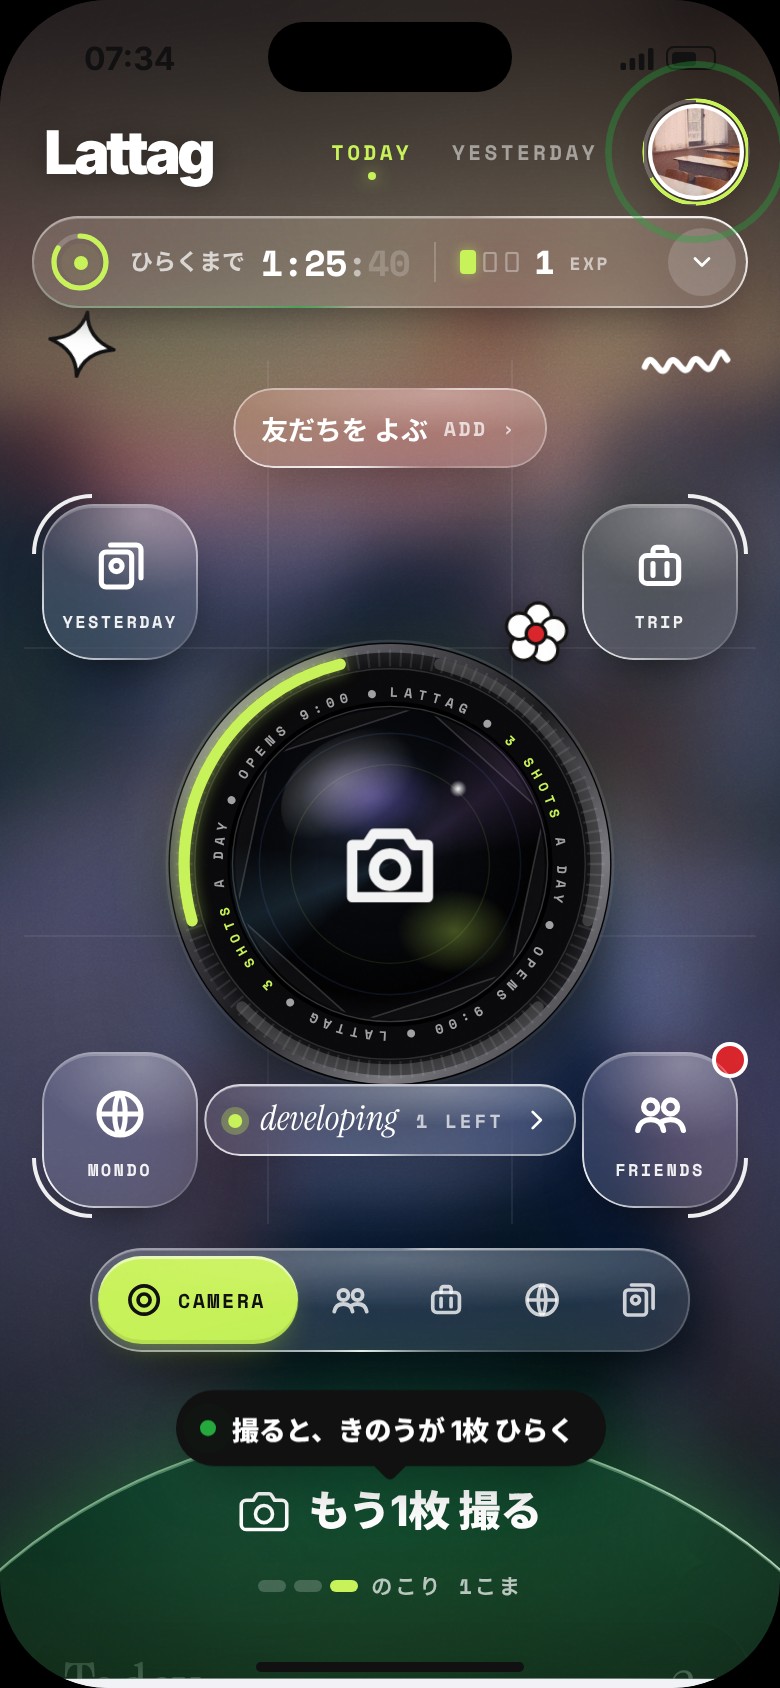 07:34
Lattag
TODAY YESTERDAY
ひらくまで 1:25:40 1 EXP
友だちを よぶ ADD ›
YESTERDAY
TRIP
LATTAG ● 3 SHOTS A DAY ● OPENS 9:00 ● LATTAG ● 3 SHOTS A DAY ● OPENS 9:00 ●
MONDO
developing 1 LEFT
FRIENDS
CAMERA
撮ると、きのうが 1枚 ひらく
もう1枚 撮る
のこり 1こま